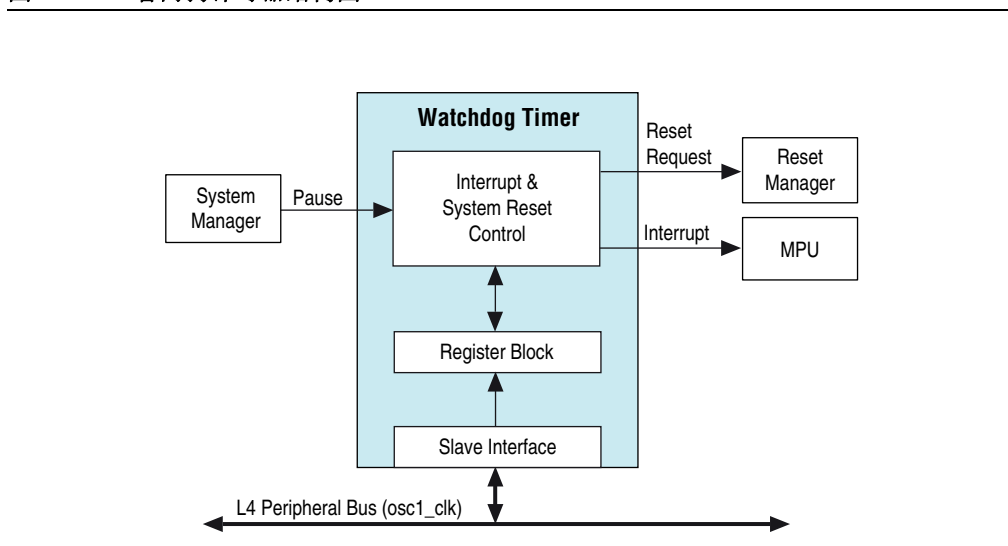 Watchdog Timer
Reset
Request
Reset
Manager
System
Manager
Pause
Interrupt &
System Reset
Control
Interrupt
MPU
Register Block
Slave Interface
L4 Peripheral Bus (osc1_clk)